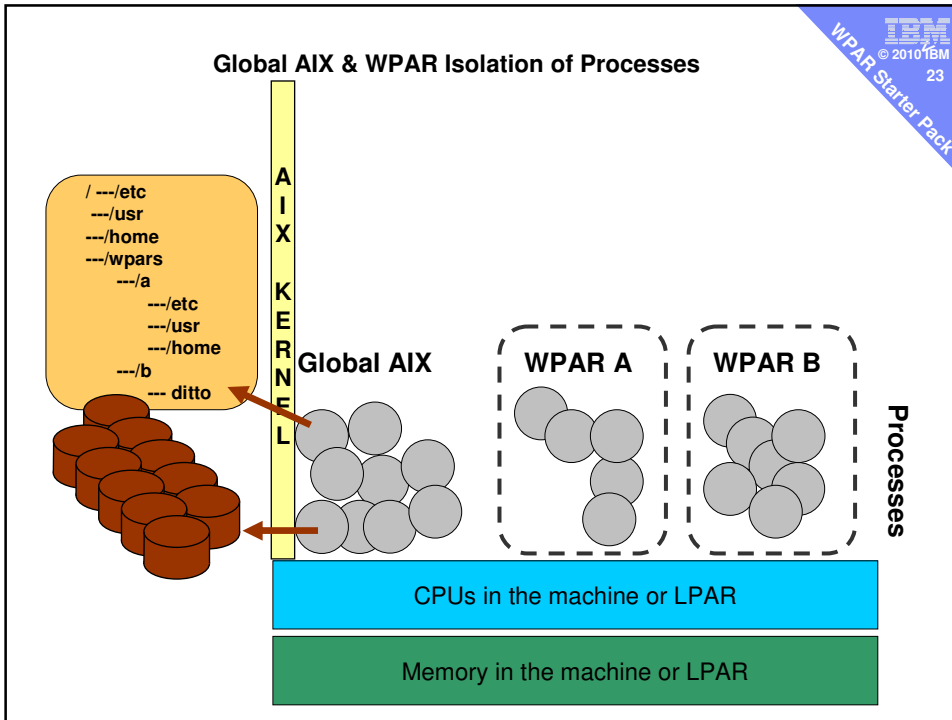 Global AIX & WPAR Isolation of Processes
IBM
© 2010 IBM
23
WPAR Starter Pack
/ ---/etc
---/usr
---/home
---/wpars
---/a
---/etc
---/usr
---/home
---/b
--- ditto
AIX KERNEL
Global AIX
WPAR A
WPAR B
Processes
CPUs in the machine or LPAR
Memory in the machine or LPAR